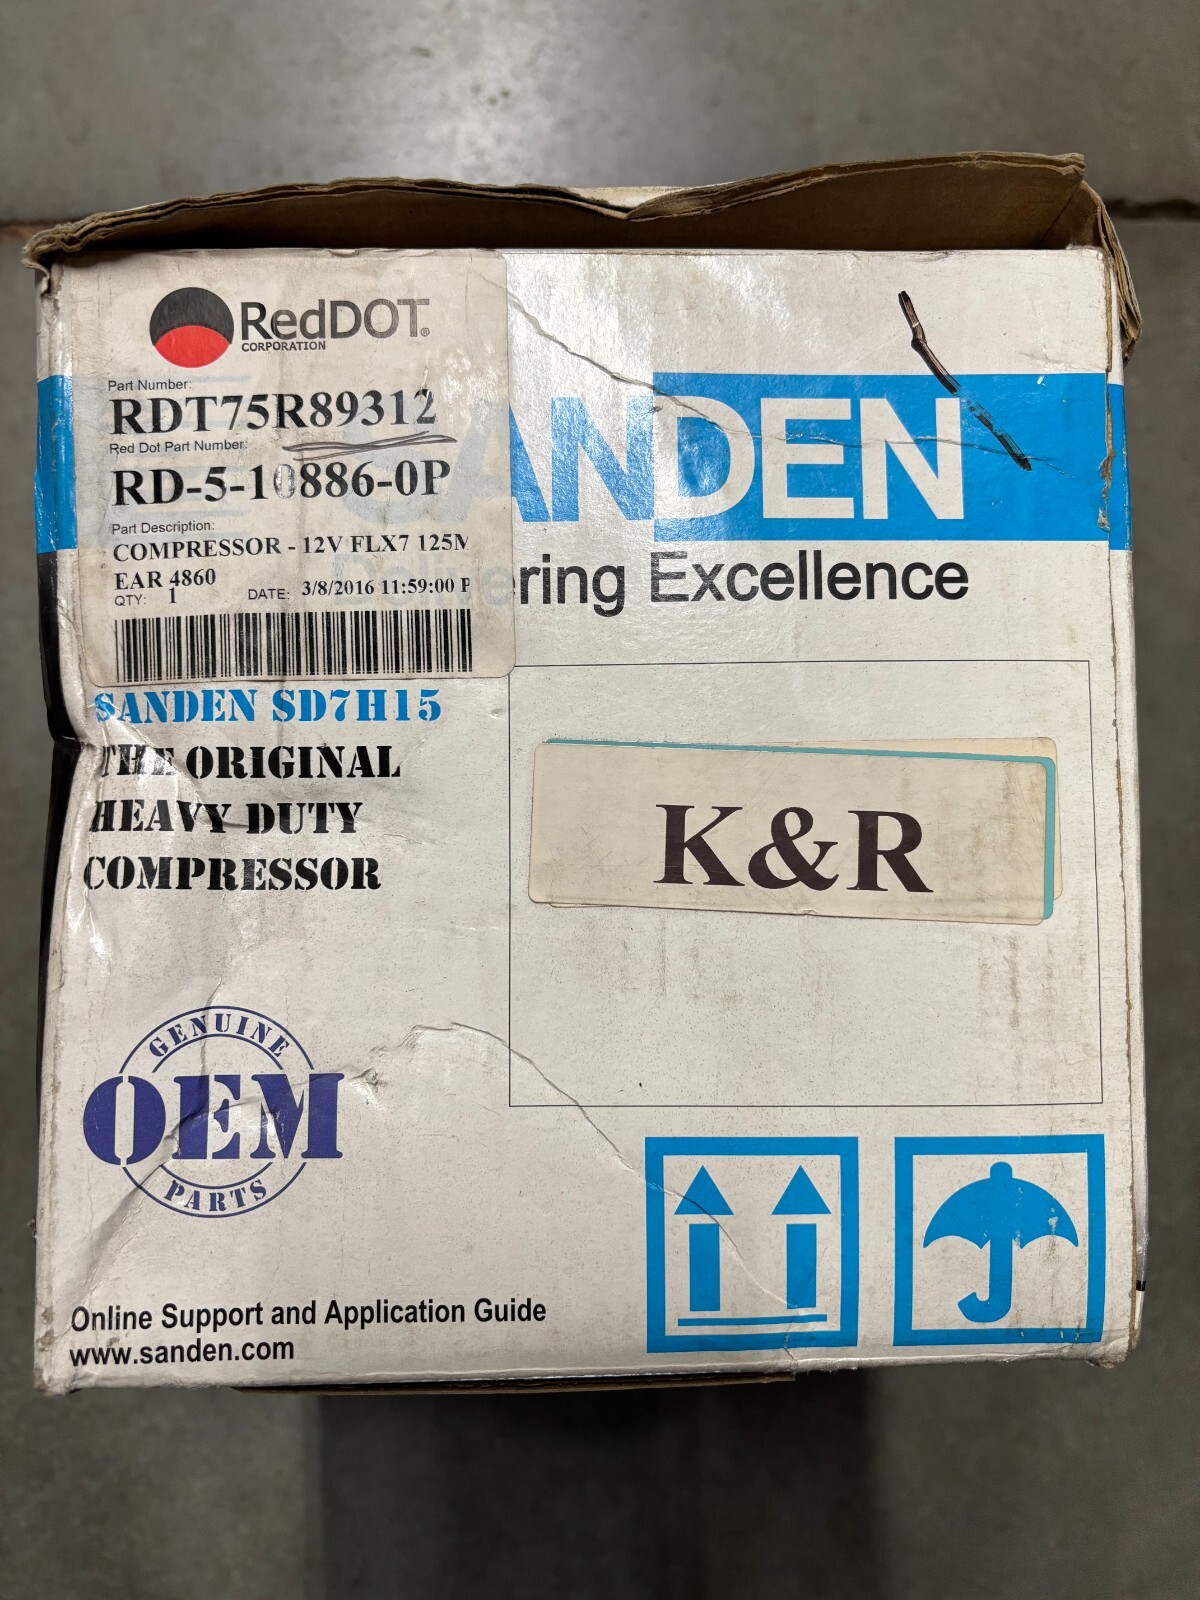 RedDOT®
CORPORATION
Part Number:
RDT75R89312
Red Dot Part Number:
RD-5-10886-0P
Part Description:
COMPRESSOR - 12V FLX7 125M
EAR 4860
QTY: 1 DATE: 3/8/2016 11:59:00 P
SANDEN
Delivering Excellence
SANDEN SD7H15
THE ORIGINAL
HEAVY DUTY
COMPRESSOR
K&R
GENUINE
OEM
PARTS
Online Support and Application Guide
www.sanden.com